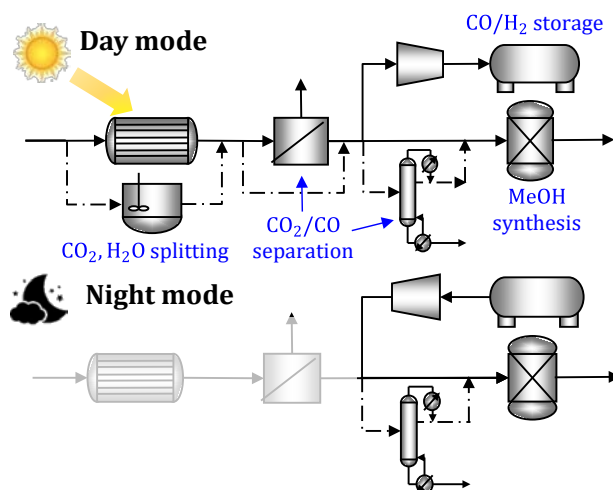 Day mode
CO/H₂ storage
MeOH
synthesis
CO₂/CO
separation
CO₂, H₂O splitting
Night mode